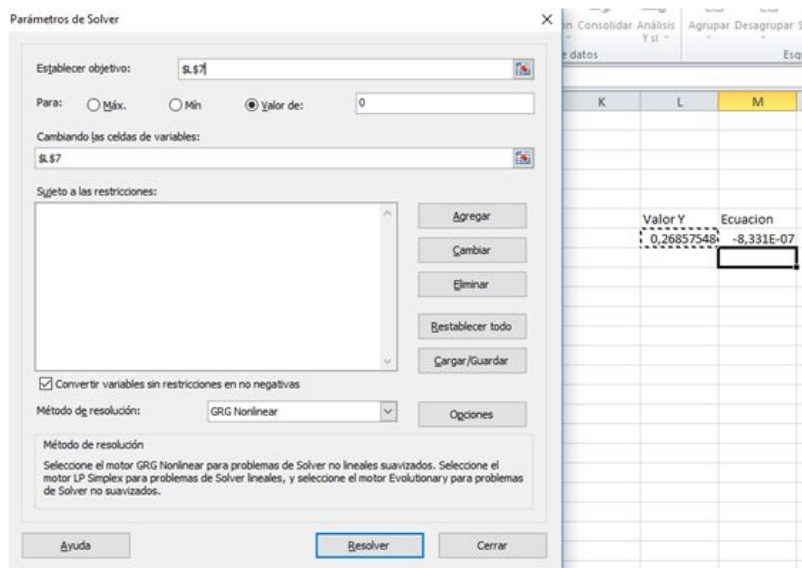 Parámetros de Solver
Establecer objetivo: $L$7
Para: Máx. Mín Valor de: 0
Cambiando las celdas de variables:
$L$7
Sujeto a las restricciones:
Agregar
Cambiar
Eliminar
Restablecer todo
Cargar/Guardar
Convertir variables sin restricciones en no negativas
Método de resolución: GRG Nonlinear Opciones
Método de resolución
Seleccione el motor GRG Nonlinear para problemas de Solver no lineales suavizados. Seleccione el
motor LP Simplex para problemas de Solver lineales, y seleccione el motor Evolutionary para problemas
de Solver no suavizados.
Ayuda Resolver Cerrar
Consolidar Análisis Agrupar Desagrupar
Y si
datos
K L M
Valor Y Ecuacion
0,26857548 -8,331E-07